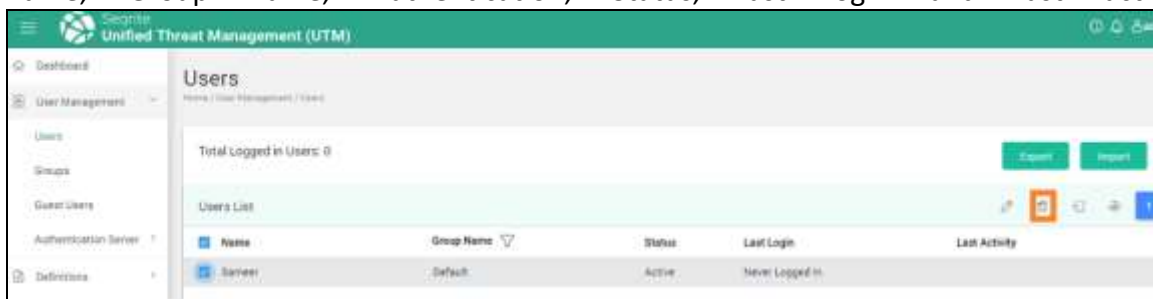 Seqrite
Unified Threat Management (UTM)
Dashboard
User Management
Users
Groups
Guest Users
Authentication Server
Definitions
Users
Home / User Management / Users
Total Logged in Users: 0
Export
Import
Users List
Name
Group Name
Status
Last Login
Last Activity
Sameer
Default
Active
Never Logged in